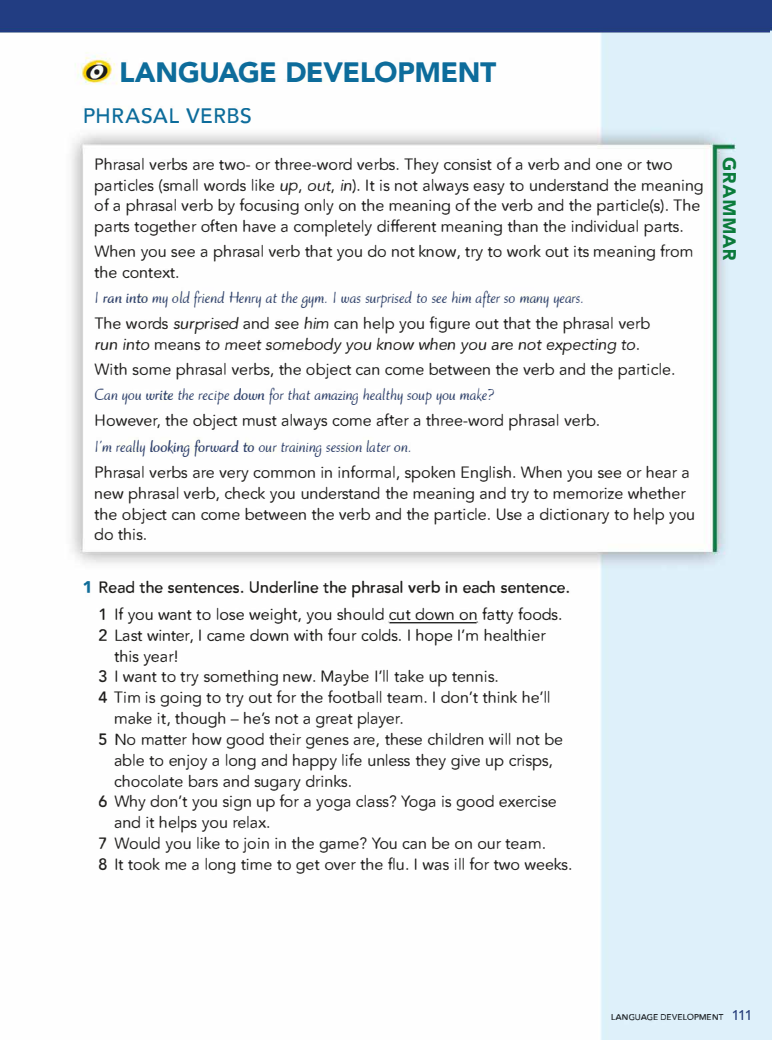 LANGUAGE DEVELOPMENT
PHRASAL VERBS
Phrasal verbs are two- or three-word verbs. They consist of a verb and one or two
particles (small words like up, out, in). It is not always easy to understand the meaning
of a phrasal verb by focusing only on the meaning of the verb and the particle(s). The
parts together often have a completely different meaning than the individual parts.
When you see a phrasal verb that you do not know, try to work out its meaning from
the context.
I ran into my old friend Henry at the gym. I was surprised to see him after so many years.
The words surprised and see him can help you figure out that the phrasal verb
run into means to meet somebody you know when you are not expecting to.
With some phrasal verbs, the object can come between the verb and the particle.
Can you write the recipe down for that amazing healthy soup you make?
However, the object must always come after a three-word phrasal verb.
I'm really looking forward to our training session later on.
Phrasal verbs are very common in informal, spoken English. When you see or hear a
new phrasal verb, check you understand the meaning and try to memorize whether
the object can come between the verb and the particle. Use a dictionary to help you
do this.
GRAMMAR
1 Read the sentences. Underline the phrasal verb in each sentence.
1 If you want to lose weight, you should cut down on fatty foods.
2 Last winter, I came down with four colds. I hope I'm healthier
this year!
3 I want to try something new. Maybe I'll take up tennis.
4 Tim is going to try out for the football team. I don't think he'll
make it, though – he's not a great player.
5 No matter how good their genes are, these children will not be
able to enjoy a long and happy life unless they give up crisps,
chocolate bars and sugary drinks.
6 Why don't you sign up for a yoga class? Yoga is good exercise
and it helps you relax.
7 Would you like to join in the game? You can be on our team.
8 It took me a long time to get over the flu. I was ill for two weeks.
LANGUAGE DEVELOPMENT 111